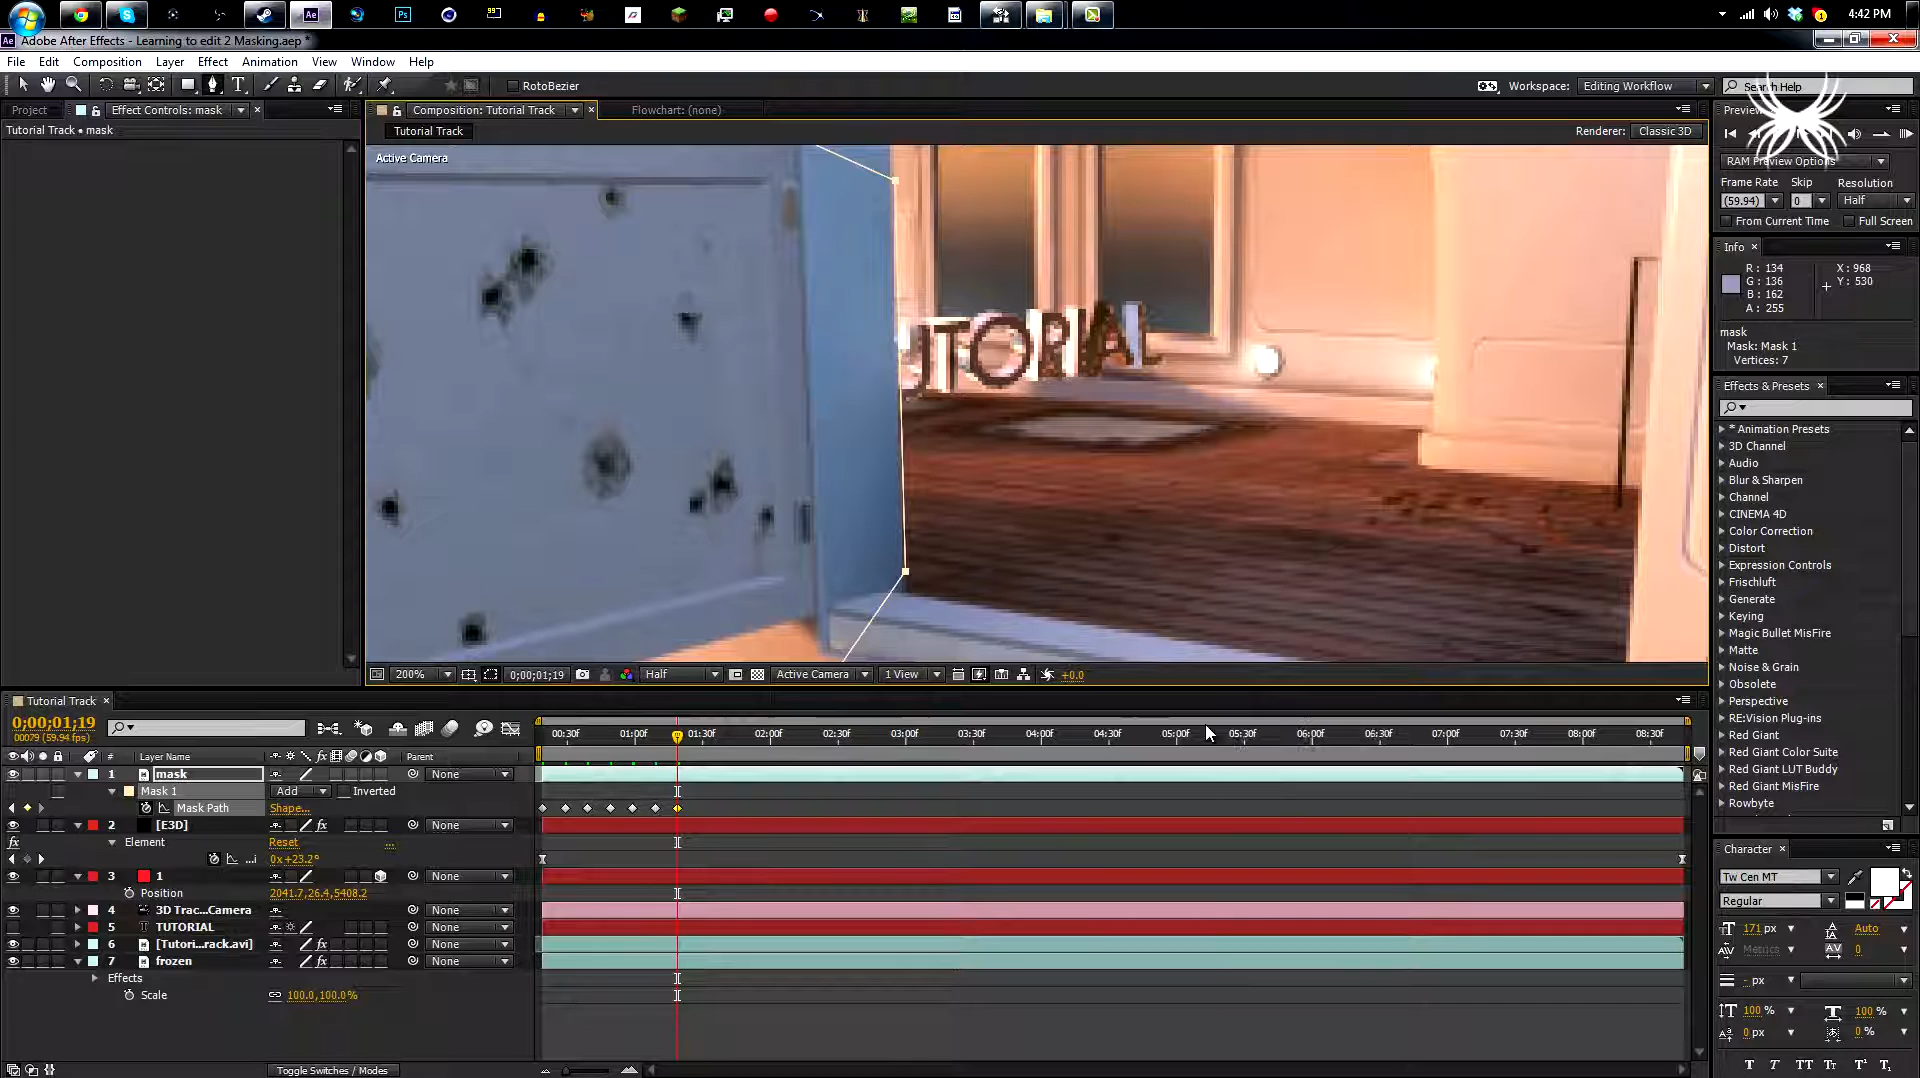 4:42 PM
Adobe After Effects - Learning to edit 2 Masking.aep *
File Edit Composition Layer Effect Animation View Window Help
RotoBezier
Workspace: Editing Workflow
Search Help
Project Effect Controls: mask
Tutorial Track • mask
Composition: Tutorial Track
Flowchart: (none)
Tutorial Track
Renderer: Classic 3D
Active Camera
UTORIAL
200%
0;00;01;19
Half
Active Camera
1 View
+0.0
Preview
RAM Preview Options
Frame Rate Skip Resolution
(59.94) 0 Half
From Current Time Full Screen
Info
R: 134
G: 136
B: 162
A: 255
X: 968
Y: 530
mask
Mask: Mask 1
Vertices: 7
Effects & Presets
* Animation Presets
3D Channel
Audio
Blur & Sharpen
Channel
CINEMA 4D
Color Correction
Distort
Expression Controls
Frischluft
Generate
Keying
Magic Bullet MisFire
Matte
Noise & Grain
Obsolete
Perspective
RE:Vision Plug-ins
Red Giant
Red Giant Color Suite
Red Giant LUT Buddy
Red Giant MisFire
Rowbyte
Character
Tw Cen MT
Regular
171 px Auto
Metrics 0
- px
100 % 100 %
0 px 0 %
T T TT Tr T¹ T₁
Tutorial Track
0;00;01;19
00079 (59.94 fps)
00:30f 01:00f 01:30f 02:00f 02:30f 03:00f 03:30f 04:00f 04:30f 05:00f 05:30f 06:00f 06:30f 07:00f 07:30f 08:00f 08:30f
# Layer Name Parent
1 mask None
Mask 1 Add Inverted
Mask Path Shape...
2 [E3D] None
Element Reset ...
...i 0x+23.2°
3 1 None
Position 2041.7,26.4,5408.2
4 3D Trac...Camera None
5 TUTORIAL None
6 [Tutori...rack.avi] None
7 frozen None
Effects
Scale 100.0,100.0%
Toggle Switches / Modes